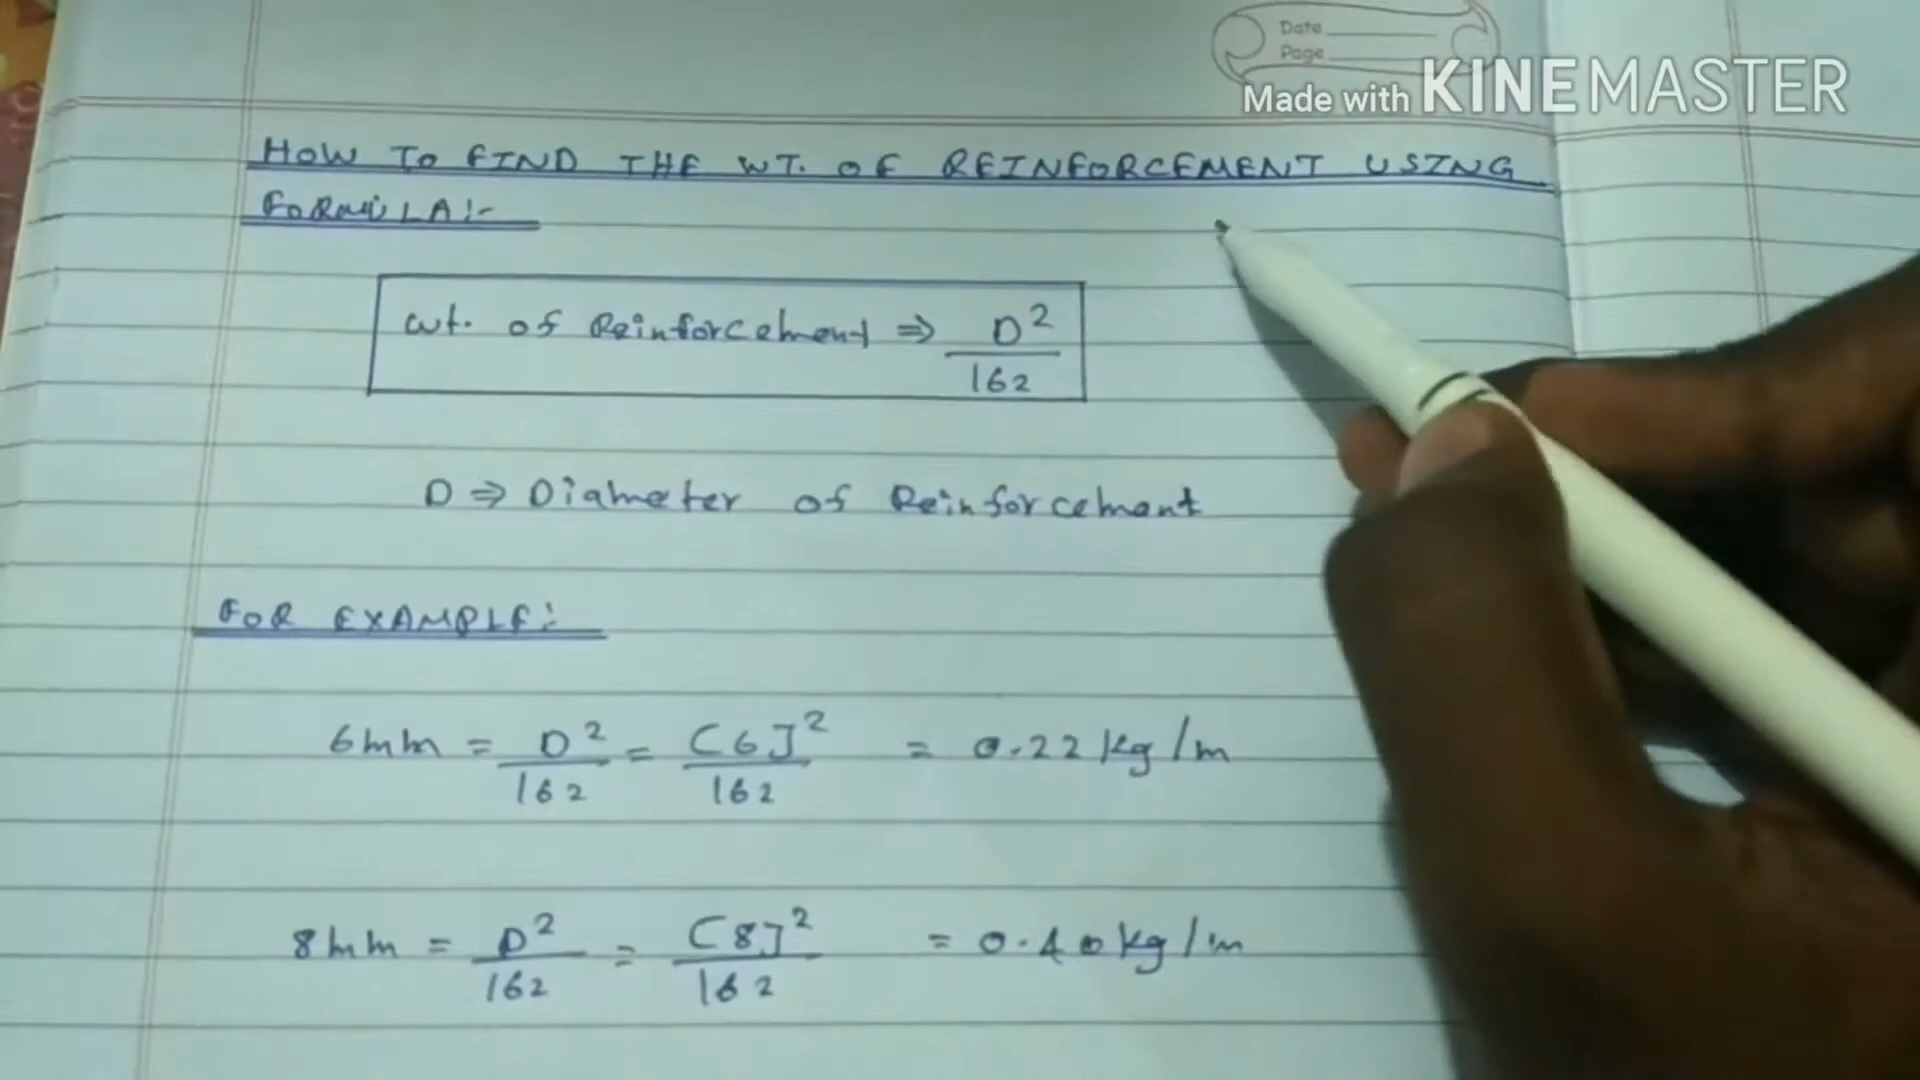 Date
Page
Made with KINEMASTER
HOW TO FIND THE WT. OF REINFORCEMENT USING
FORMULA:-
wt. of Reinforcement ⇒ D²/162
D ⇒ Diameter of Reinforcement
FOR EXAMPLE:
6mm = D²/162 = [6]²/162 = 0.22 kg/m
8mm = D²/162 = [8]²/162 = 0.40 kg/m